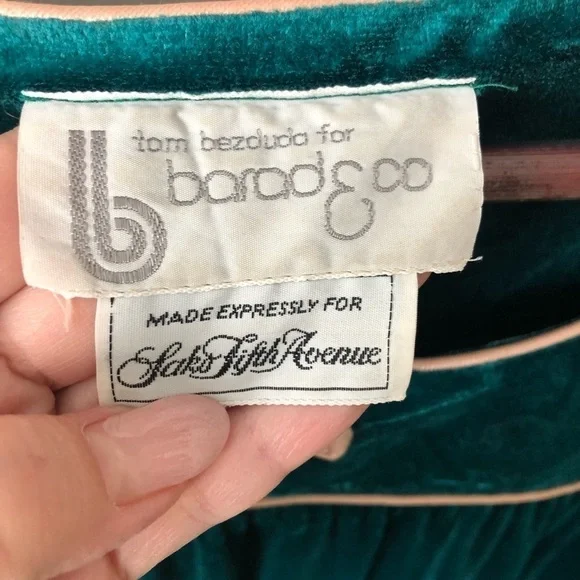 b
tom bezduda for
barad & co
MADE EXPRESSLY FOR
Saks Fifth Avenue